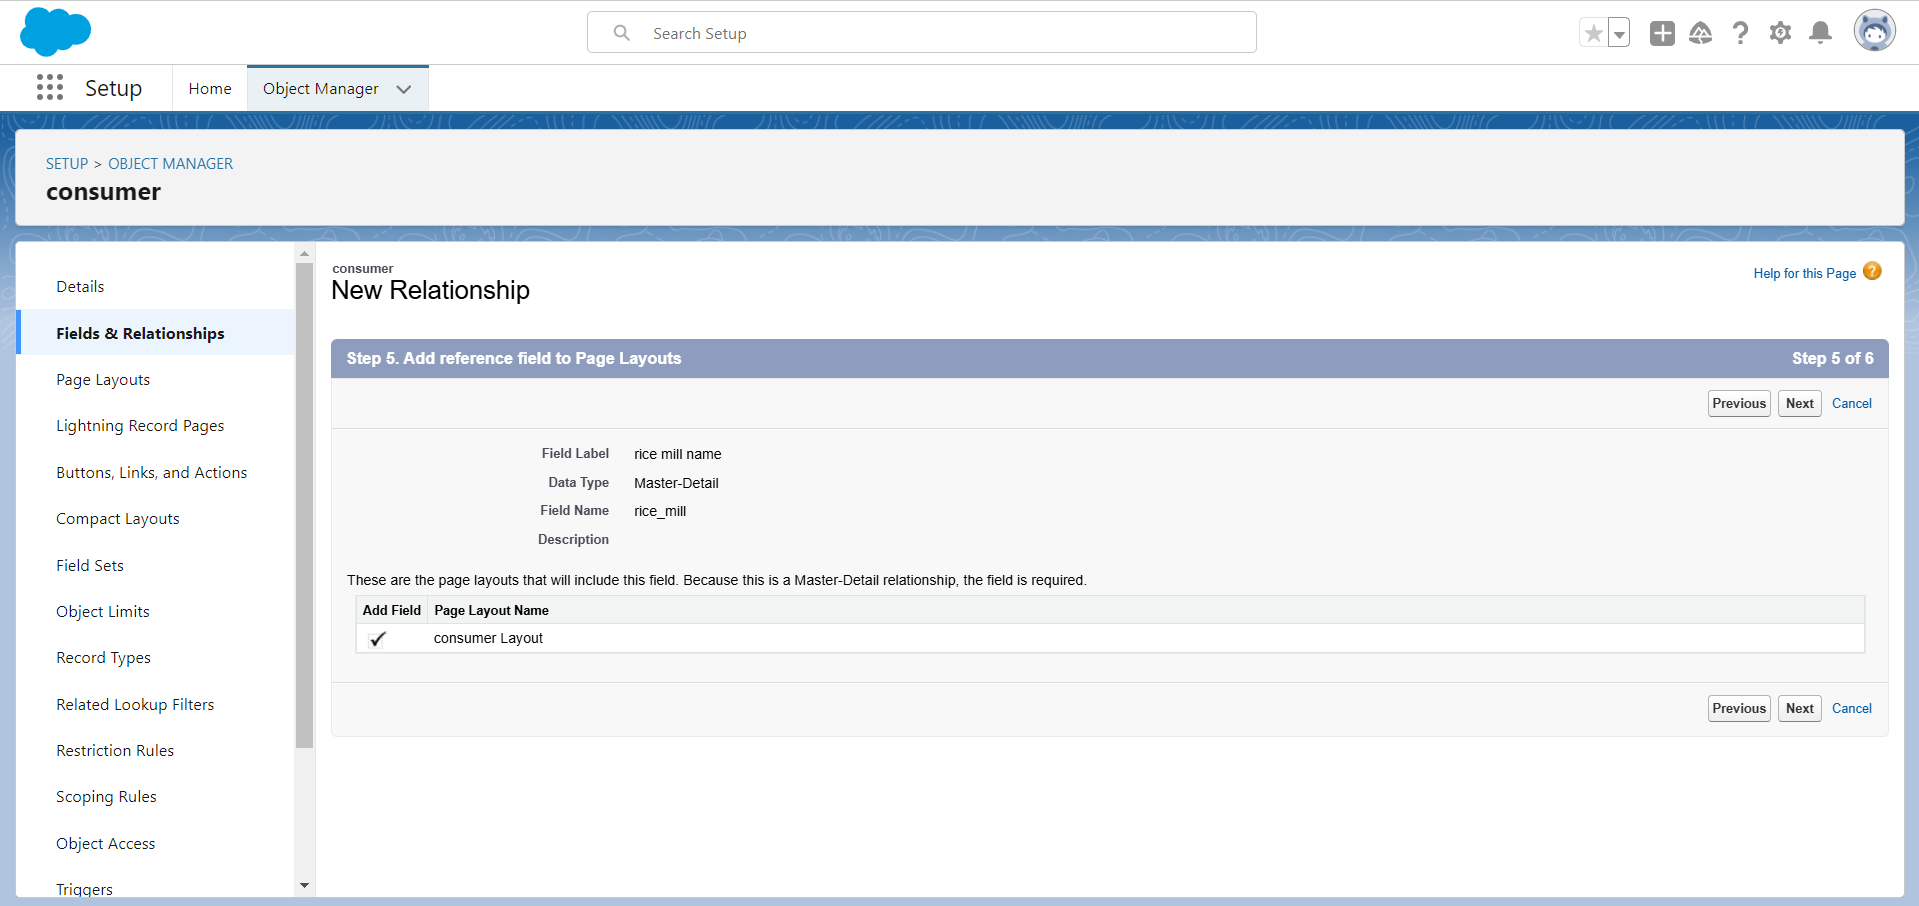 Search Setup
Setup
Home
Object Manager
SETUP > OBJECT MANAGER
consumer
Details
Fields & Relationships
Page Layouts
Lightning Record Pages
Buttons, Links, and Actions
Compact Layouts
Field Sets
Object Limits
Record Types
Related Lookup Filters
Restriction Rules
Scoping Rules
Object Access
Triggers
consumer
New Relationship
Help for this Page ?
Step 5. Add reference field to Page Layouts Step 5 of 6
Previous Next Cancel
Field Label rice mill name
Data Type Master-Detail
Field Name rice_mill
Description
These are the page layouts that will include this field. Because this is a Master-Detail relationship, the field is required.
Add Field Page Layout Name
consumer Layout
Previous Next Cancel